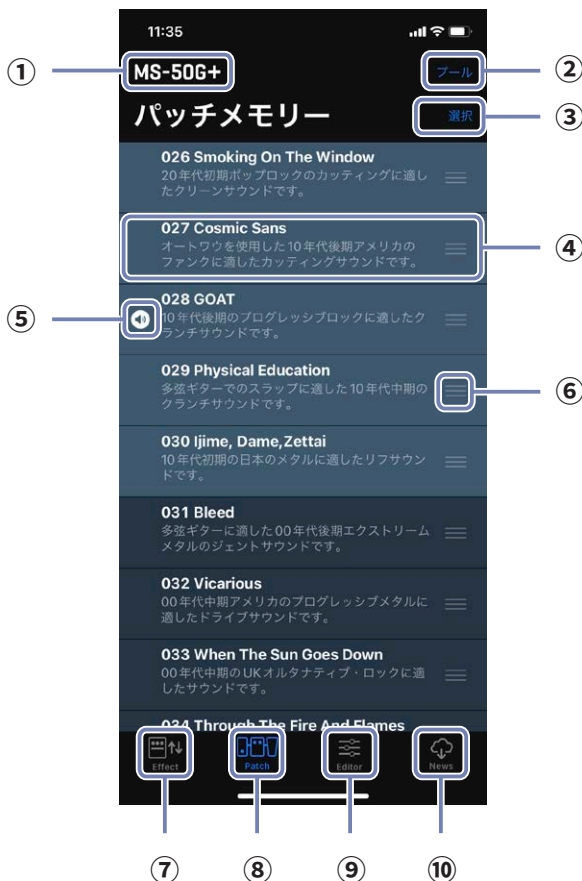 11:35
① MS-50G+ プール ②
パッチメモリー 選択 ③
026 Smoking On The Window
20年代初期ポップロックのカッティングに適し
たクリーンサウンドです。
027 Cosmic Sans
オートワウを使用した10年代後期アメリカの
ファンクに適したカッティングサウンドです。
④
028 GOAT
⑤
10年代後期のプログレッシブロックに適したク
ランチサウンドです。
029 Physical Education
多弦ギターでのスラップに適した10年代中期の
クランチサウンドです。
⑥
030 Ijime, Dame,Zettai
10年代初期の日本のメタルに適したリフサウン
ドです。
031 Bleed
多弦ギターに適した00年代後期エクストリーム
メタルのジェントサウンドです。
032 Vicarious
00年代中期アメリカのプログレッシブメタルに
適したドライブサウンドです。
033 When The Sun Goes Down
00年代中期のUKオルタナティブ・ロックに適
したサウンドです。
034 Through The Fire And Flames
Effect Patch Editor News
⑦ ⑧ ⑨ ⑩